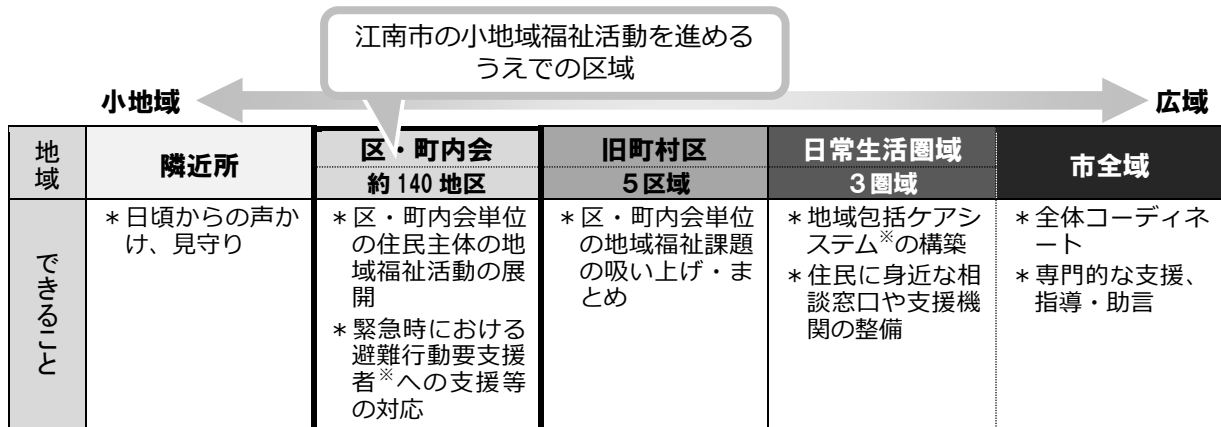 江南市の小地域福祉活動を進める
うえでの区域
小地域
広域
地域
隣近所
区・町内会
約 140 地区
旧町村区
5区域
日常生活圏域
3圏域
市全域
できること
＊日頃からの声か
け、見守り
＊区・町内会単位
の住民主体の地
域福祉活動の展
開
＊緊急時における
避難行動要支援
者※への支援等
の対応
＊区・町内会単位
の地域福祉課題
の吸い上げ・ま
とめ
＊地域包括ケアシ
ステム※の構築
＊住民に身近な相
談窓口や支援機
関の整備
＊全体コーディネ
ート
＊専門的な支援、
指導・助言